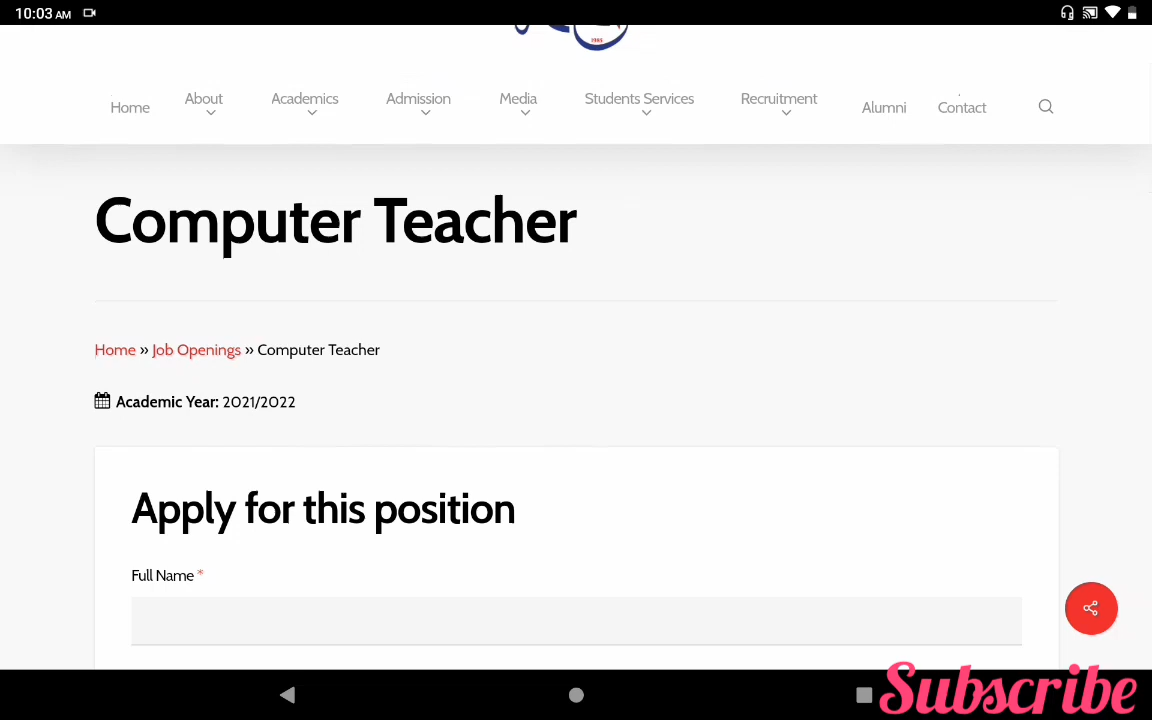 10:03 AM
Home
About
Academics
Admission
Media
Students Services
Recruitment
Alumni
Contact
Computer Teacher
Home » Job Openings » Computer Teacher
Academic Year: 2021/2022
Apply for this position
Full Name *
Subscribe